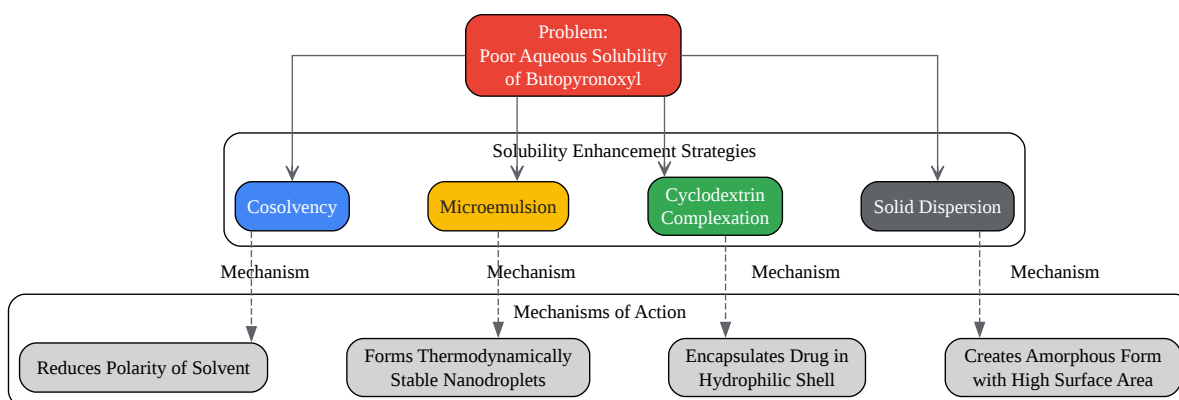 Problem:
Poor Aqueous Solubility
of Butopyronoxyl
Solubility Enhancement Strategies
Cosolvency
Microemulsion
Cyclodextrin
Complexation
Solid Dispersion
Mechanism
Mechanism
Mechanism
Mechanism
Mechanisms of Action
Reduces Polarity of Solvent
Forms Thermodynamically
Stable Nanodroplets
Encapsulates Drug in
Hydrophilic Shell
Creates Amorphous Form
with High Surface Area